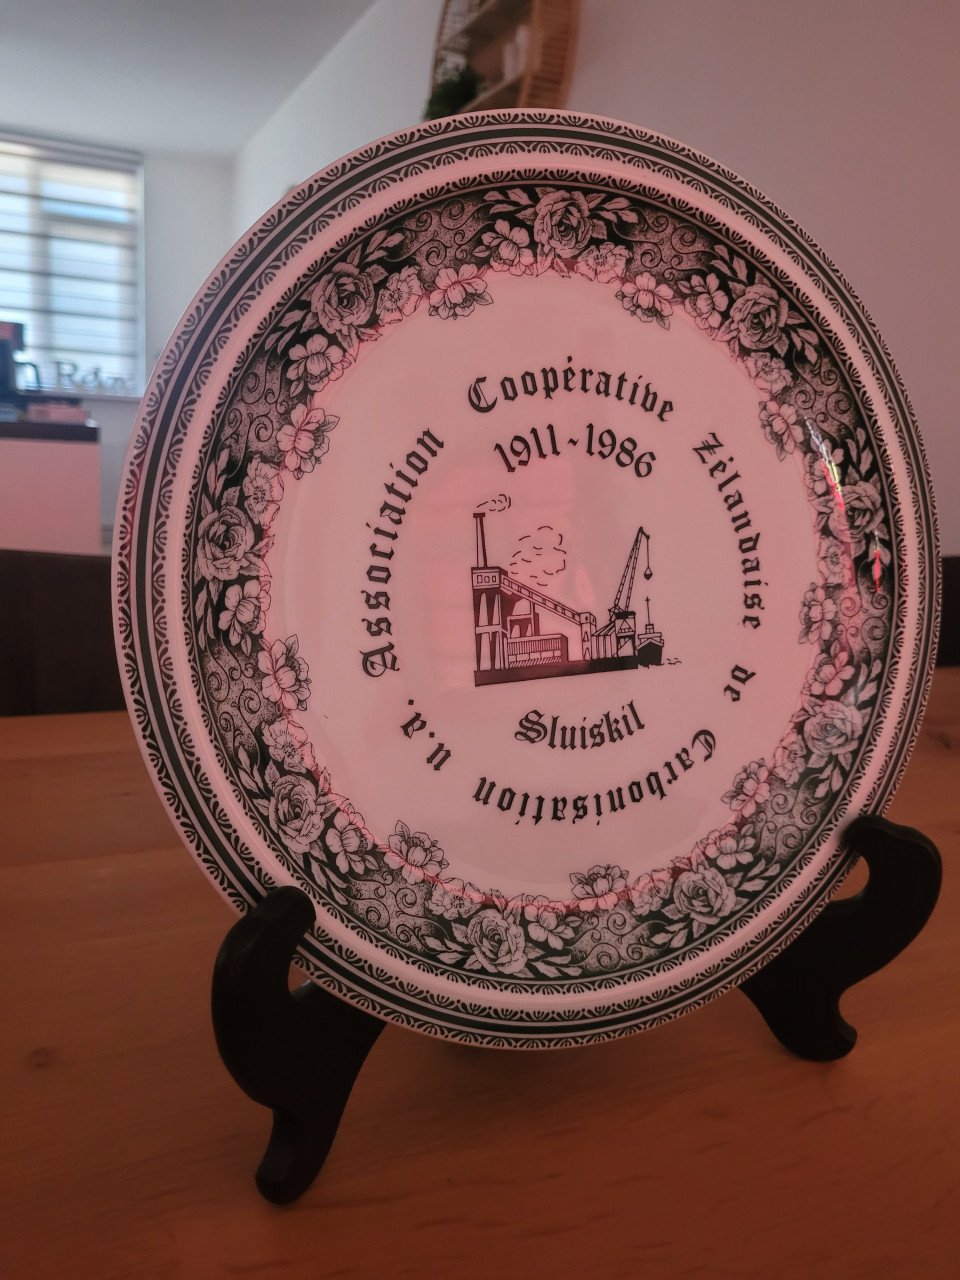 Association Coopérative Zélandaise de Carbonisation n.a.
1911-1986
Sluiskil